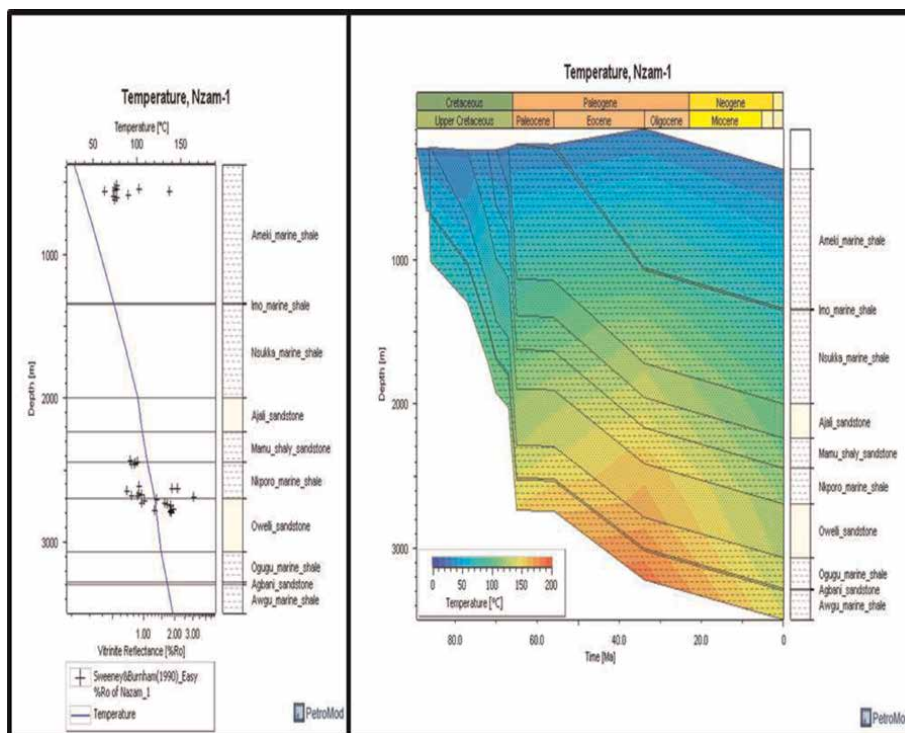 Temperature, Nzam-1
Temperature [°C]
50 100 150
Depth [m]
1000
2000
3000
Ameki_marine_shale
Imo_marine_shale
Nsukka_marine_shale
Ajali_sandstone
Mamu_shaly_sandstone
Nkporo_marine_shale
Owelli_sandstone
Ogugu_marine_shale
Agbani_sandstone
Awgu_marine_shale
1.00 2.00 3.00
Vitrinite Reflectance [%Ro]
Sweeney&Burnham(1990)_Easy
%Ro of Nazam_1
Temperature
PetroMod
Temperature, Nzam-1
Cretaceous Paleogene Neogene
Upper Cretaceous Paleocene Eocene Oligocene Miocene
Depth [m]
1000
2000
3000
Ameki_marine_shale
Imo_marine_shale
Nsukka_marine_shale
Ajali_sandstone
Mamu_shaly_sandstone
Nkporo_marine_shale
Owelli_sandstone
Ogugu_marine_shale
Agbani_sandstone
Awgu_marine_shale
0 50 100 150 200
Temperature [°C]
80.0 60.0 40.0 20.0 0
Time [Ma]
PetroMod